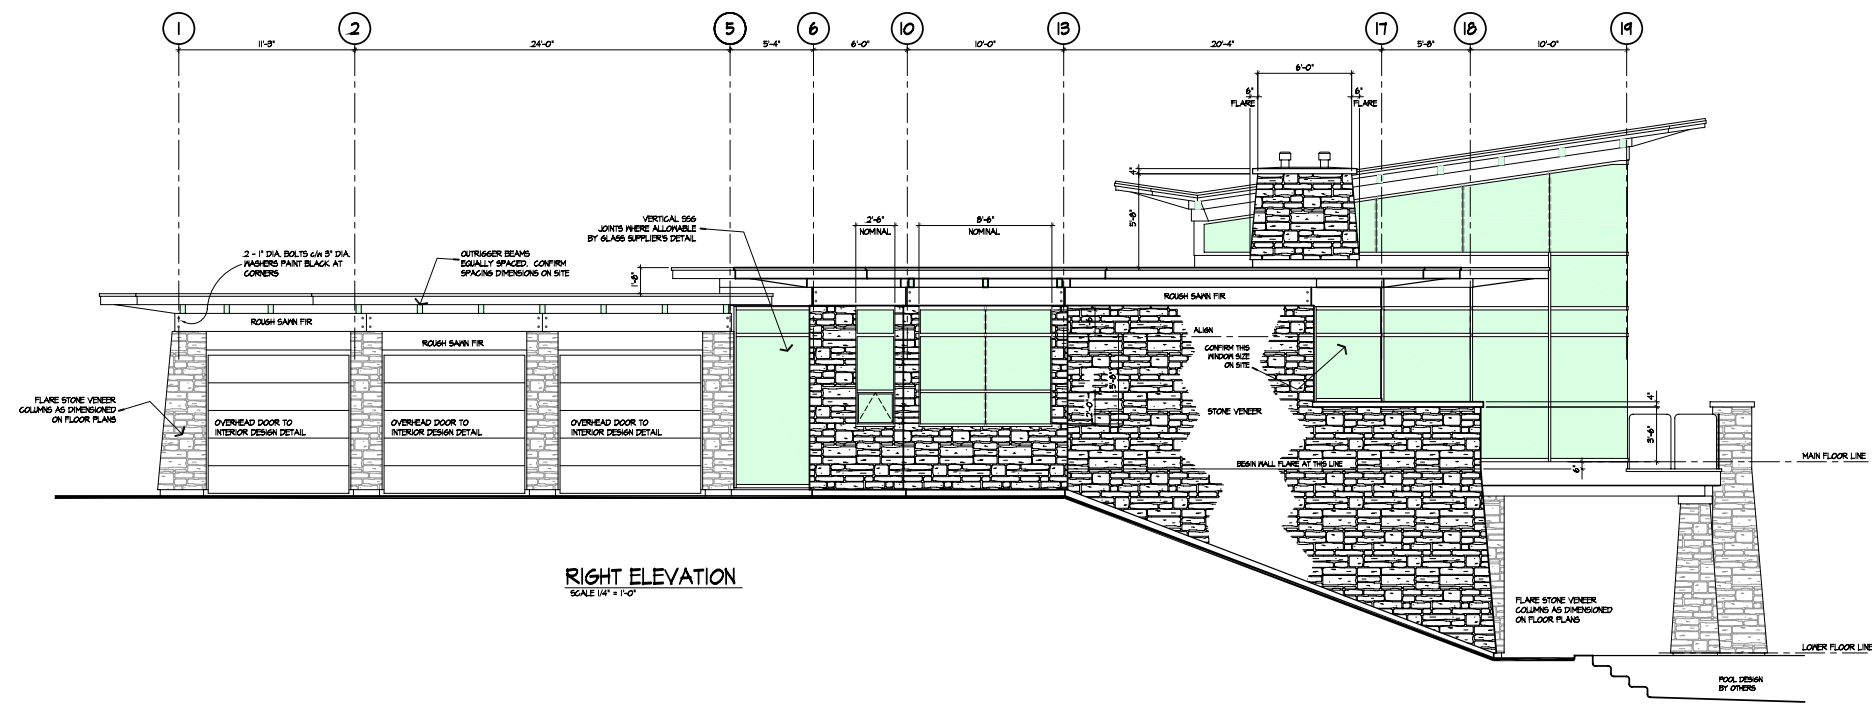 1 2 5 6 10 13 17 18 19
11'-3" 24'-0" 5'-4" 6'-0" 10'-0" 20'-4" 5'-8" 10'-0"
6'-0"
6" 6"
FLARE FLARE
4"
5'-8"
VERTICAL SSG
JOINTS WHERE ALLOWABLE
BY GLASS SUPPLIER'S DETAIL
2'-6"
NOMINAL
8'-6"
NOMINAL
2 - 1" DIA. BOLTS c/w 3" DIA.
WASHERS PAINT BLACK AT
CORNERS
OUTRIGGER BEAMS
EQUALLY SPACED. CONFIRM
SPACING DIMENSIONS ON SITE
1'-8"
ROUGH SAWN FIR
ROUGH SAWN FIR
ROUGH SAWN FIR
ALIGN
CONFIRM THIS
WINDOW SIZE
ON SITE
5'-8"
2'-0"
STONE VENEER
FLARE STONE VENEER
COLUMNS AS DIMENSIONED
ON FLOOR PLANS
OVERHEAD DOOR TO
INTERIOR DESIGN DETAIL
OVERHEAD DOOR TO
INTERIOR DESIGN DETAIL
OVERHEAD DOOR TO
INTERIOR DESIGN DETAIL
4"
3'-6"
6"
BEGIN WALL FLARE AT THIS LINE
MAIN FLOOR LINE
RIGHT ELEVATION
SCALE 1/4" = 1'-0"
FLARE STONE VENEER
COLUMNS AS DIMENSIONED
ON FLOOR PLANS
LOWER FLOOR LINE
POOL DESIGN
BY OTHERS